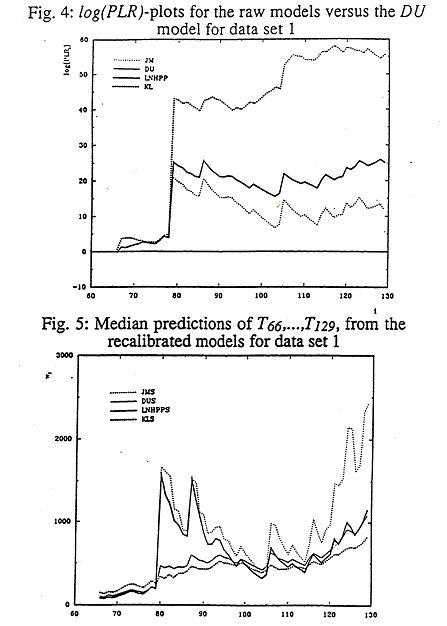 Fig. 4: log(PLR)-plots for the raw models versus the DU
model for data set 1
60
50
40
30
20
10
0
-10
log(PLRᵢ)
JM
DU
LNHPP
KL
60 70 80 90 100 110 120 130
i
Fig. 5: Median predictions of T66,...,T129, from the
recalibrated models for data set 1
3000
2000
1000
0
JMS
DUS
LNHPPS
KLS
60 70 80 90 100 110 120 130